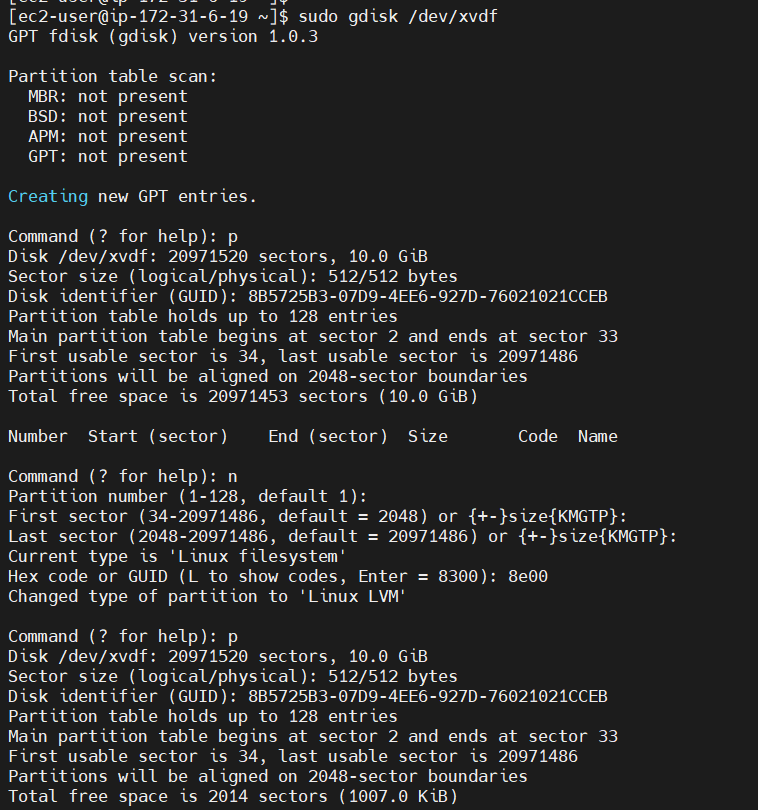 [ec2-user@ip-172-31-6-19 ~]$
[ec2-user@ip-172-31-6-19 ~]$ sudo gdisk /dev/xvdf
GPT fdisk (gdisk) version 1.0.3
Partition table scan:
  MBR: not present
  BSD: not present
  APM: not present
  GPT: not present
Creating new GPT entries.
Command (? for help): p
Disk /dev/xvdf: 20971520 sectors, 10.0 GiB
Sector size (logical/physical): 512/512 bytes
Disk identifier (GUID): 8B5725B3-07D9-4EE6-927D-76021021CCEB
Partition table holds up to 128 entries
Main partition table begins at sector 2 and ends at sector 33
First usable sector is 34, last usable sector is 20971486
Partitions will be aligned on 2048-sector boundaries
Total free space is 20971453 sectors (10.0 GiB)
Number  Start (sector)    End (sector)  Size       Code  Name
Command (? for help): n
Partition number (1-128, default 1):
First sector (34-20971486, default = 2048) or {+-}size{KMGTP}:
Last sector (2048-20971486, default = 20971486) or {+-}size{KMGTP}:
Current type is 'Linux filesystem'
Hex code or GUID (L to show codes, Enter = 8300): 8e00
Changed type of partition to 'Linux LVM'
Command (? for help): p
Disk /dev/xvdf: 20971520 sectors, 10.0 GiB
Sector size (logical/physical): 512/512 bytes
Disk identifier (GUID): 8B5725B3-07D9-4EE6-927D-76021021CCEB
Partition table holds up to 128 entries
Main partition table begins at sector 2 and ends at sector 33
First usable sector is 34, last usable sector is 20971486
Partitions will be aligned on 2048-sector boundaries
Total free space is 2014 sectors (1007.0 KiB)